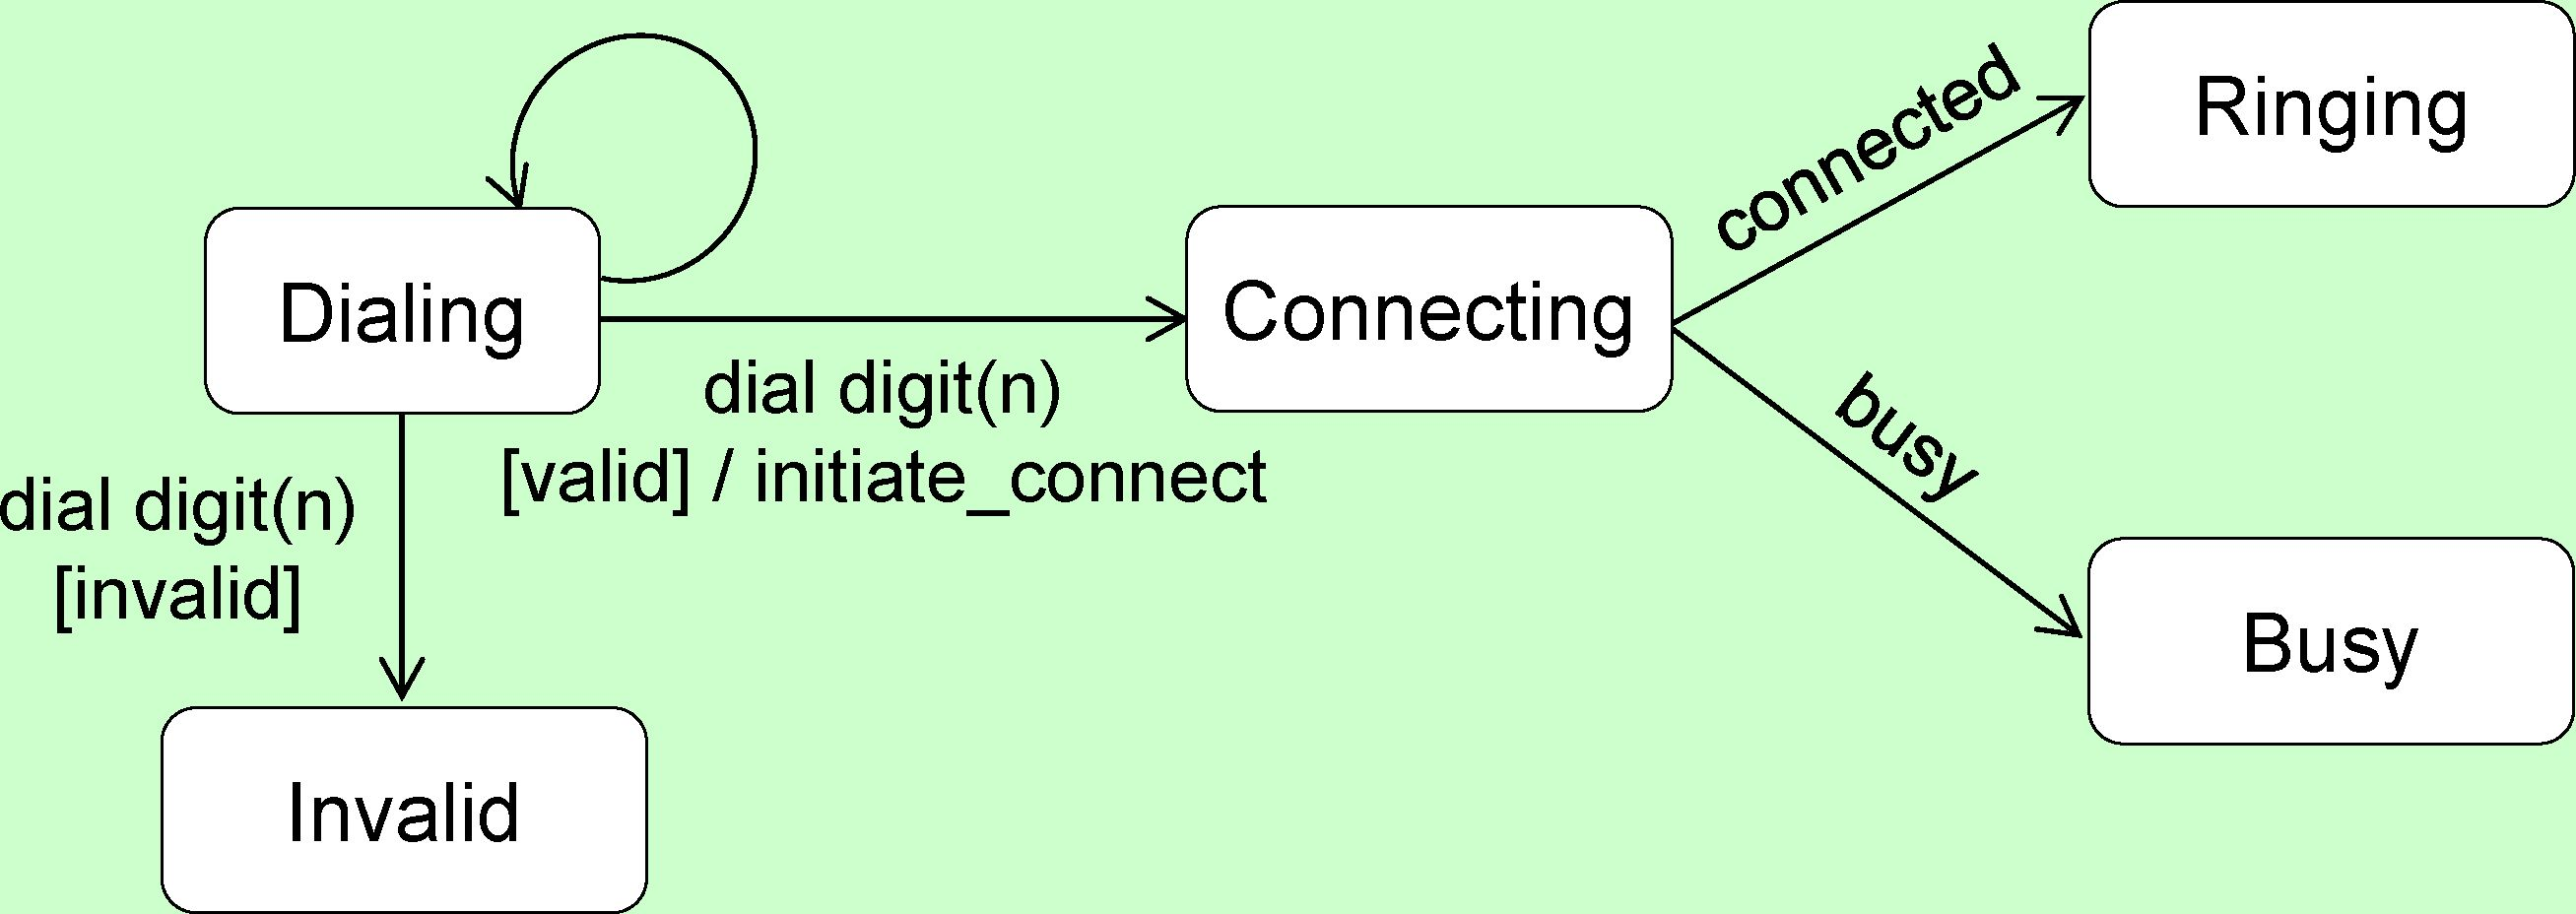 Ringing
connected
Dialing
Connecting
dial digit(n)
[valid] / initiate_connect
busy
dial digit(n)
[invalid]
Busy
Invalid